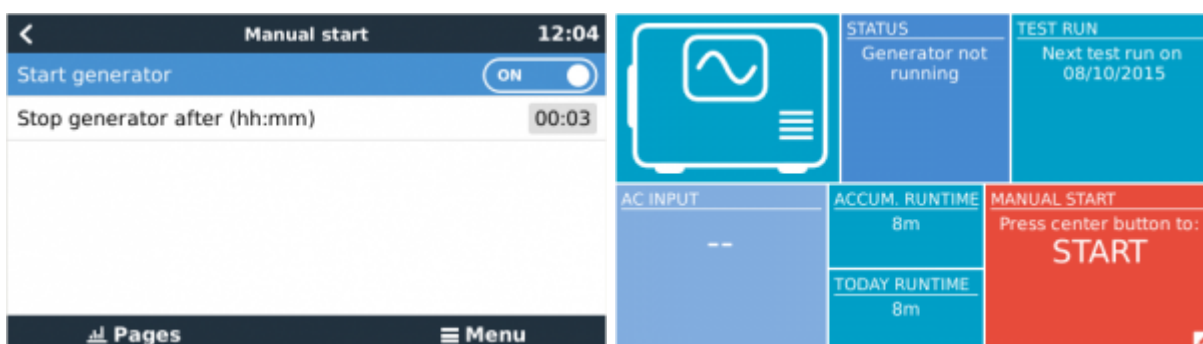 Manual start 12:04
Start generator ON
Stop generator after (hh:mm) 00:03
Pages Menu
STATUS
Generator not
running
TEST RUN
Next test run on
08/10/2015
AC INPUT
--
ACCUM. RUNTIME
8m
TODAY RUNTIME
8m
MANUAL START
Press center button to:
START